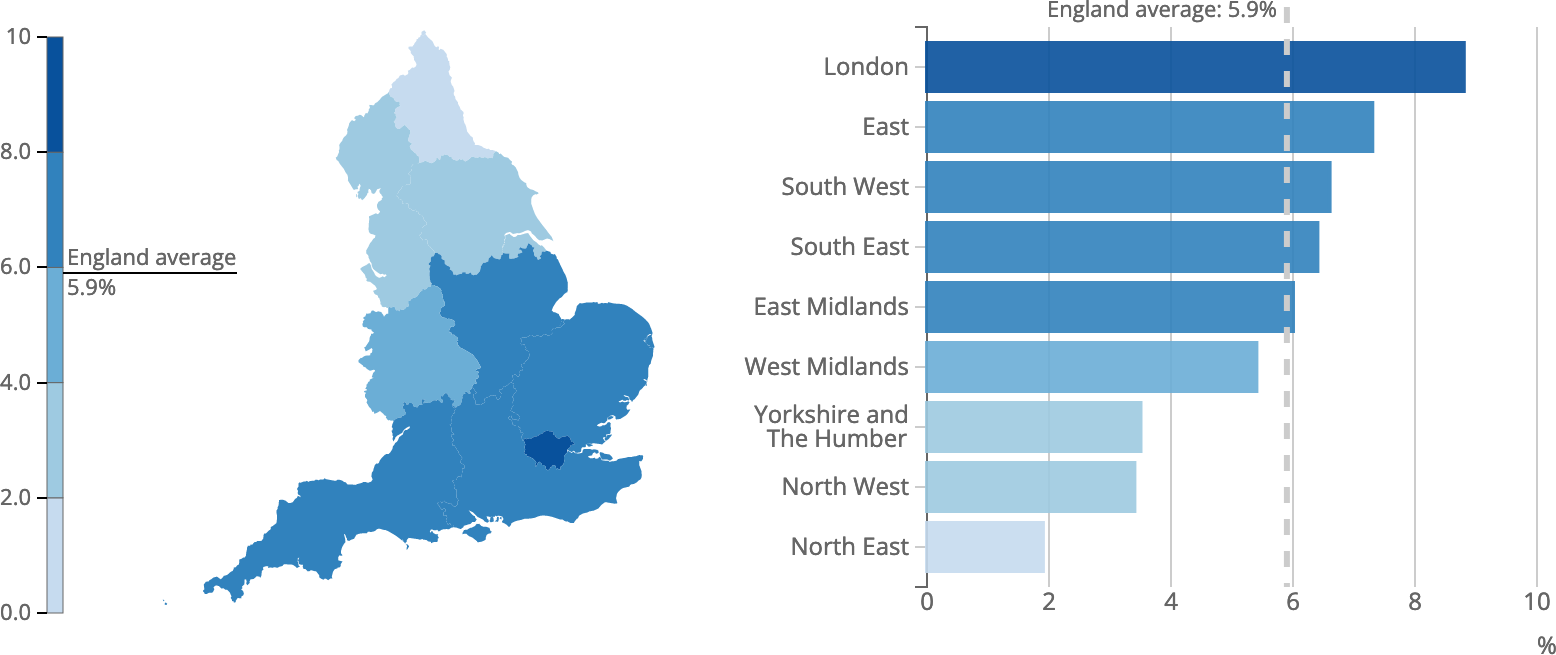 10
8.0
6.0
4.0
2.0
0.0
England average
5.9%
England average: 5.9%
London
East
South West
South East
East Midlands
West Midlands
Yorkshire and
The Humber
North West
North East
0 2 4 6 8 10
%